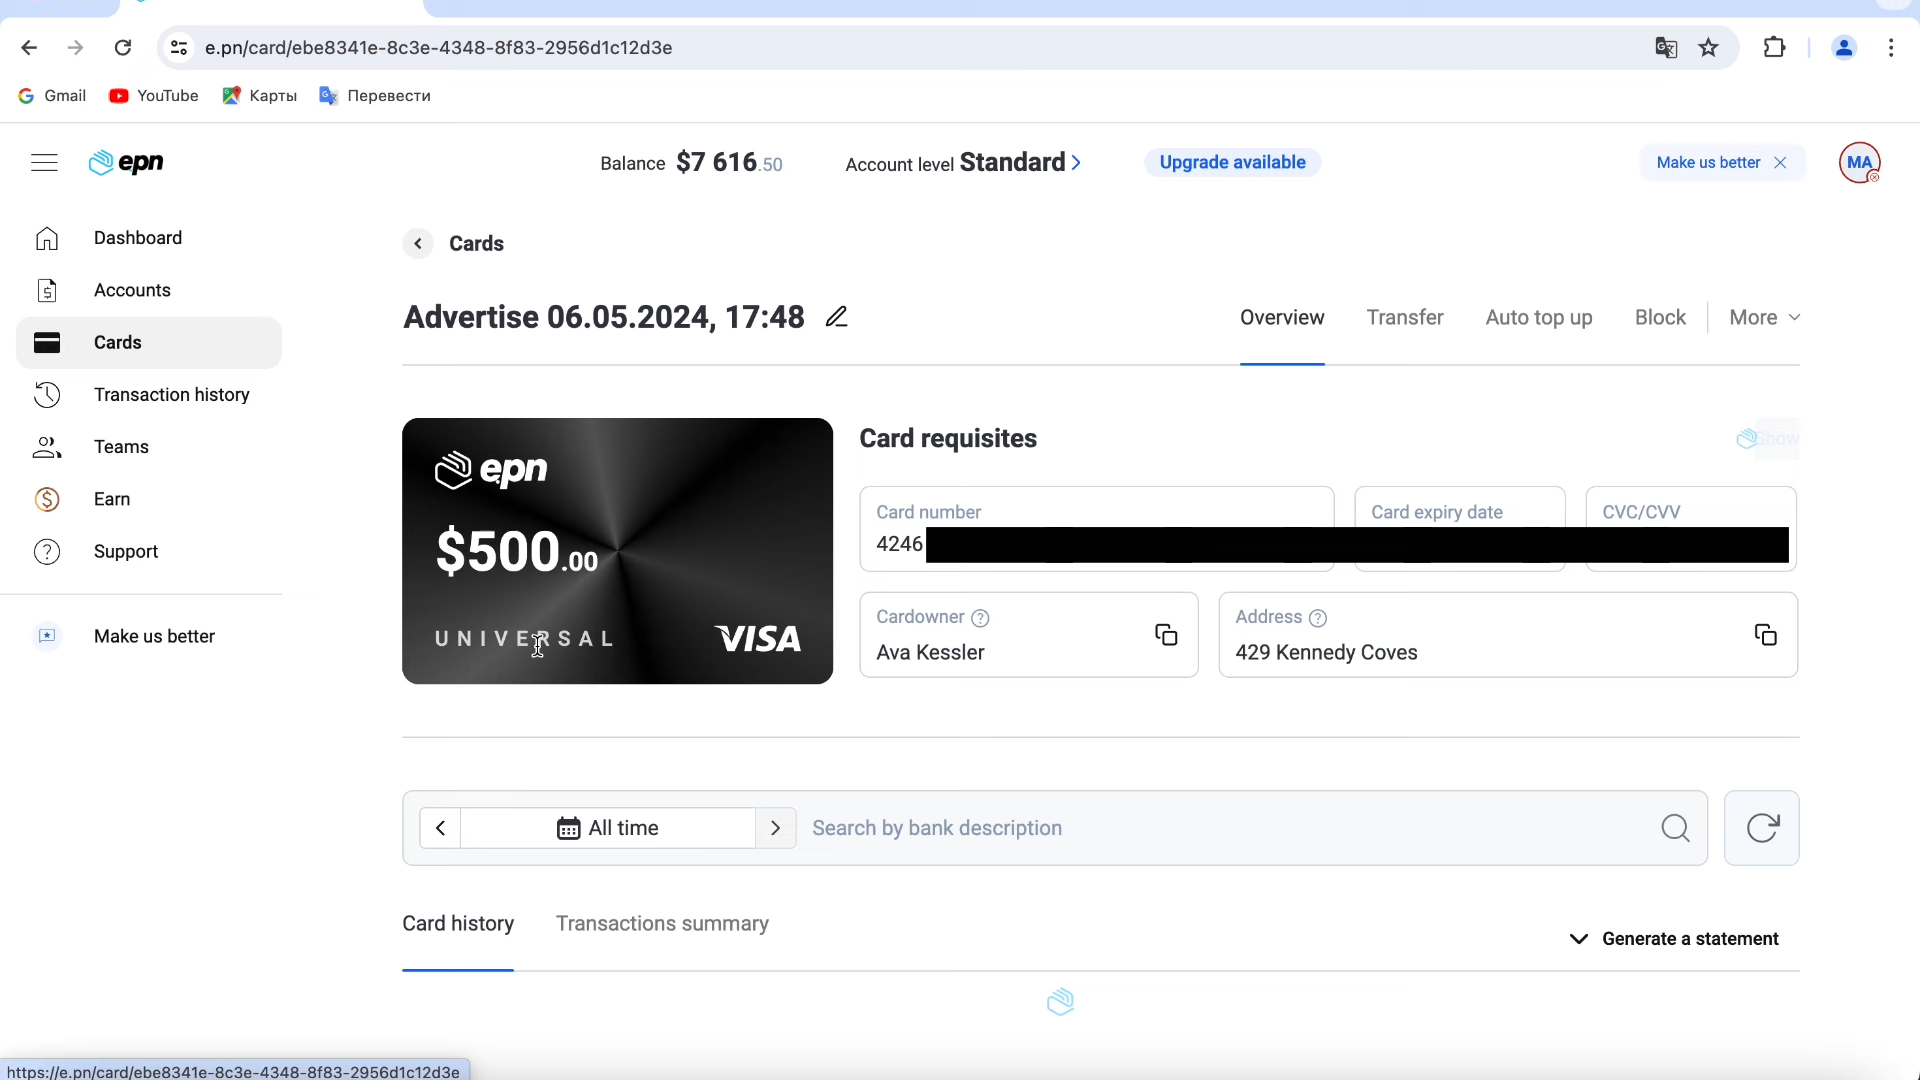 e.pn/card/ebe8341e-8c3e-4348-8f83-2956d1c12d3e
Gmail YouTube Карты Перевести
epn Balance $7 616.50 Account level Standard Upgrade available Make us better MA
Dashboard
Accounts
Cards
Transaction history
Teams
Earn
Support
Make us better
Cards
Advertise 06.05.2024, 17:48 Overview Transfer Auto top up Block More
epn
$500.00
UNIVERSAL VISA
Card requisites Show
Card number Card expiry date CVC/CVV
4246
Cardowner Address
Ava Kessler 429 Kennedy Coves
All time Search by bank description
Card history Transactions summary Generate a statement
https://e.pn/card/ebe8341e-8c3e-4348-8f83-2956d1c12d3e